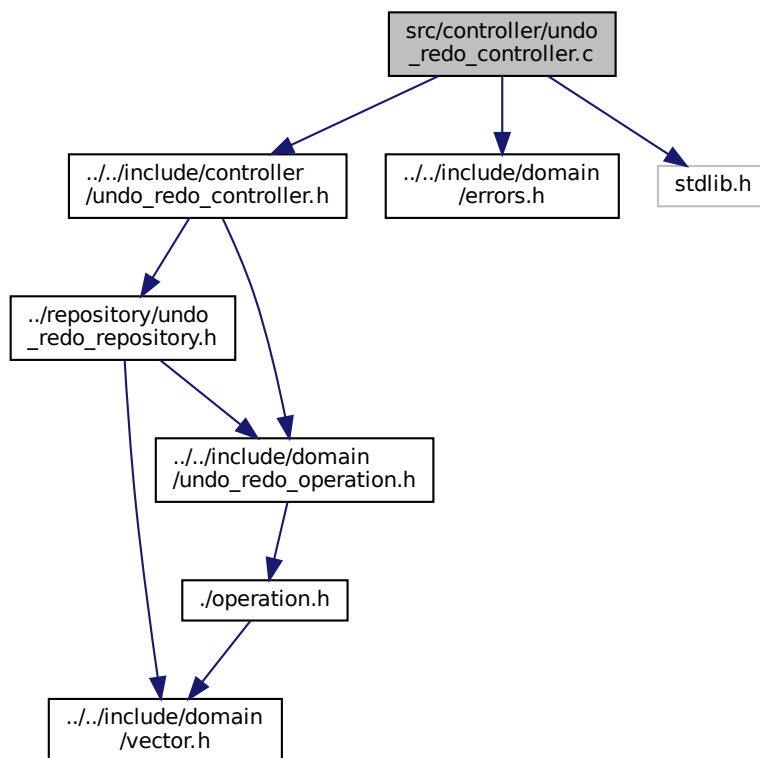 src/controller/undo
_redo_controller.c
../../include/controller
/undo_redo_controller.h
../../include/domain
/errors.h
stdlib.h
../repository/undo
_redo_repository.h
../../include/domain
/undo_redo_operation.h
./operation.h
../../include/domain
/vector.h